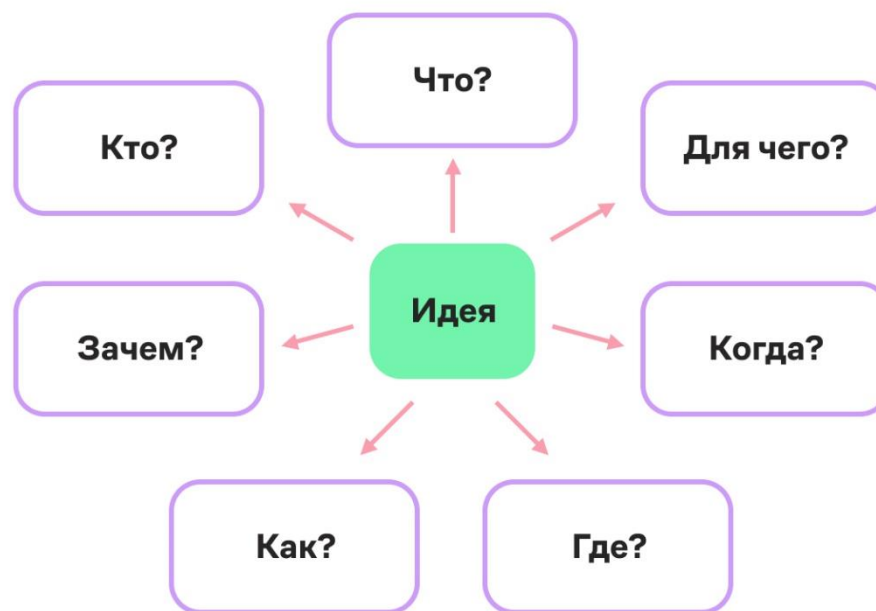 Что?
Кто?
Для чего?
Идея
Зачем?
Когда?
Как?
Где?